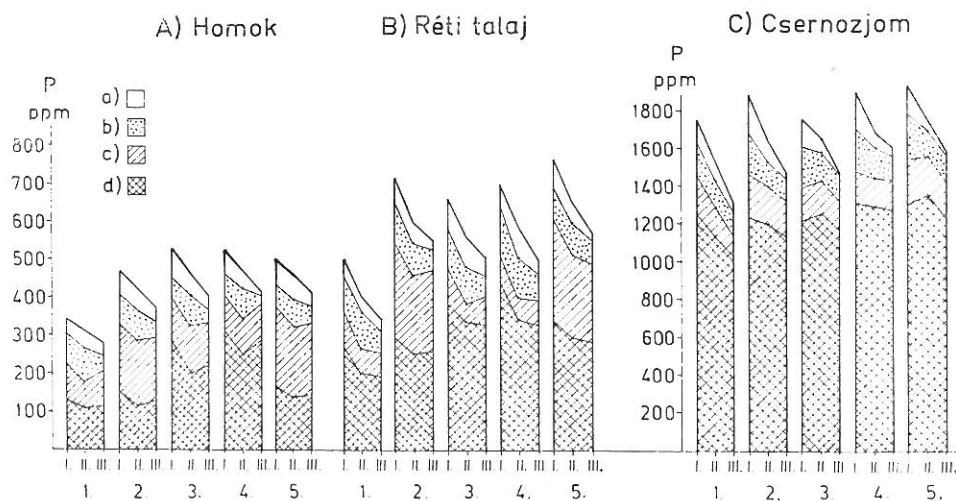 A) Homok
B) Réti talaj
C) Csernozjom
P
ppm
a)
b)
c)
d)
800
700
600
500
400
300
200
100
P
ppm
1800
1600
1400
1200
1000
800
600
400
200
I. II. III. I. II. III. I. II. III. I. II. III. I. II. III. I. II. III. I. II. III. I. II. III. I. II. III. I. II. III. I. II. III. I. II. III. I. II. III. I. II. III. I. II. III.
1. 2. 3. 4. 5. 1. 2. 3. 4. 5. 1. 2. 3. 4. 5.